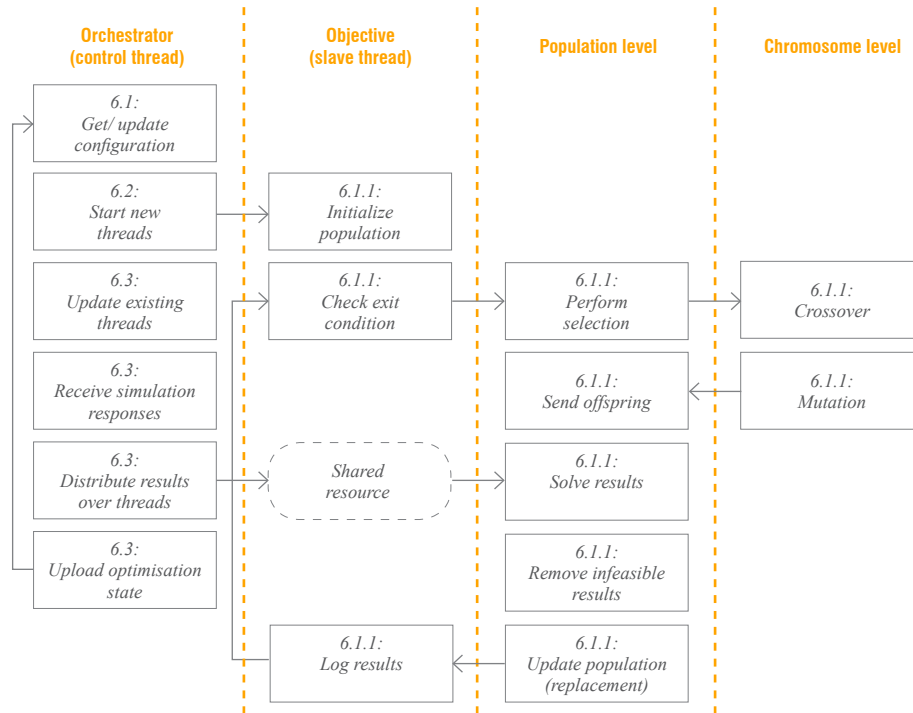 Orchestrator
(control thread)
Objective
(slave thread)
Population level
Chromosome level
6.1:
Get/ update
configuration
6.2:
Start new
threads
6.1.1:
Initialize
population
6.3:
Update existing
threads
6.1.1:
Check exit
condition
6.1.1:
Perform
selection
6.1.1:
Crossover
6.3:
Receive simulation
responses
6.1.1:
Send offspring
6.1.1:
Mutation
6.3:
Distribute results
over threads
Shared
resource
6.1.1:
Solve results
6.3:
Upload optimisation
state
6.1.1:
Remove infeasible
results
6.1.1:
Log results
6.1.1:
Update population
(replacement)